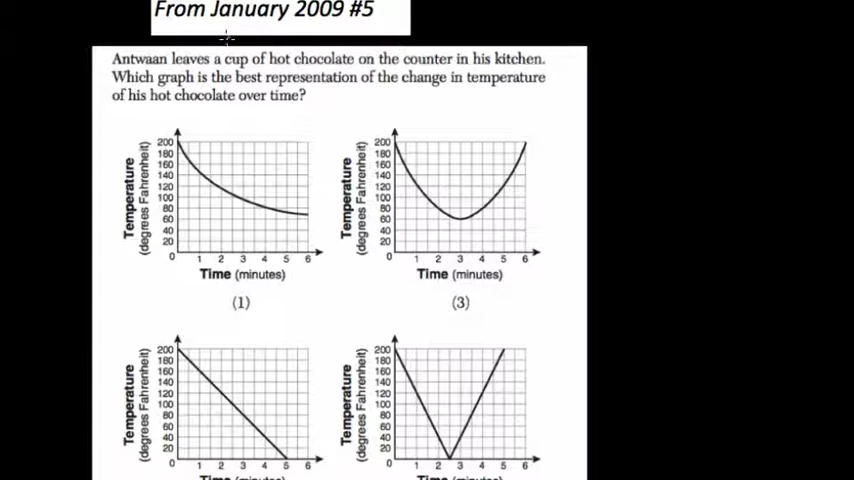 From January 2009 #5
Antwaan leaves a cup of hot chocolate on the counter in his kitchen.
Which graph is the best representation of the change in temperature
of his hot chocolate over time?
Temperature
(degrees Fahrenheit)
200
180
160
140
120
100
80
60
40
20
0
1 2 3 4 5 6
Time (minutes)
(1)
Temperature
(degrees Fahrenheit)
200
180
160
140
120
100
80
60
40
20
0
1 2 3 4 5 6
Time (minutes)
(3)
Temperature
(degrees Fahrenheit)
200
180
160
140
120
100
80
60
40
20
0
1 2 3 4 5 6
Time (minutes)
Temperature
(degrees Fahrenheit)
200
180
160
140
120
100
80
60
40
20
0
1 2 3 4 5 6
Time (minutes)